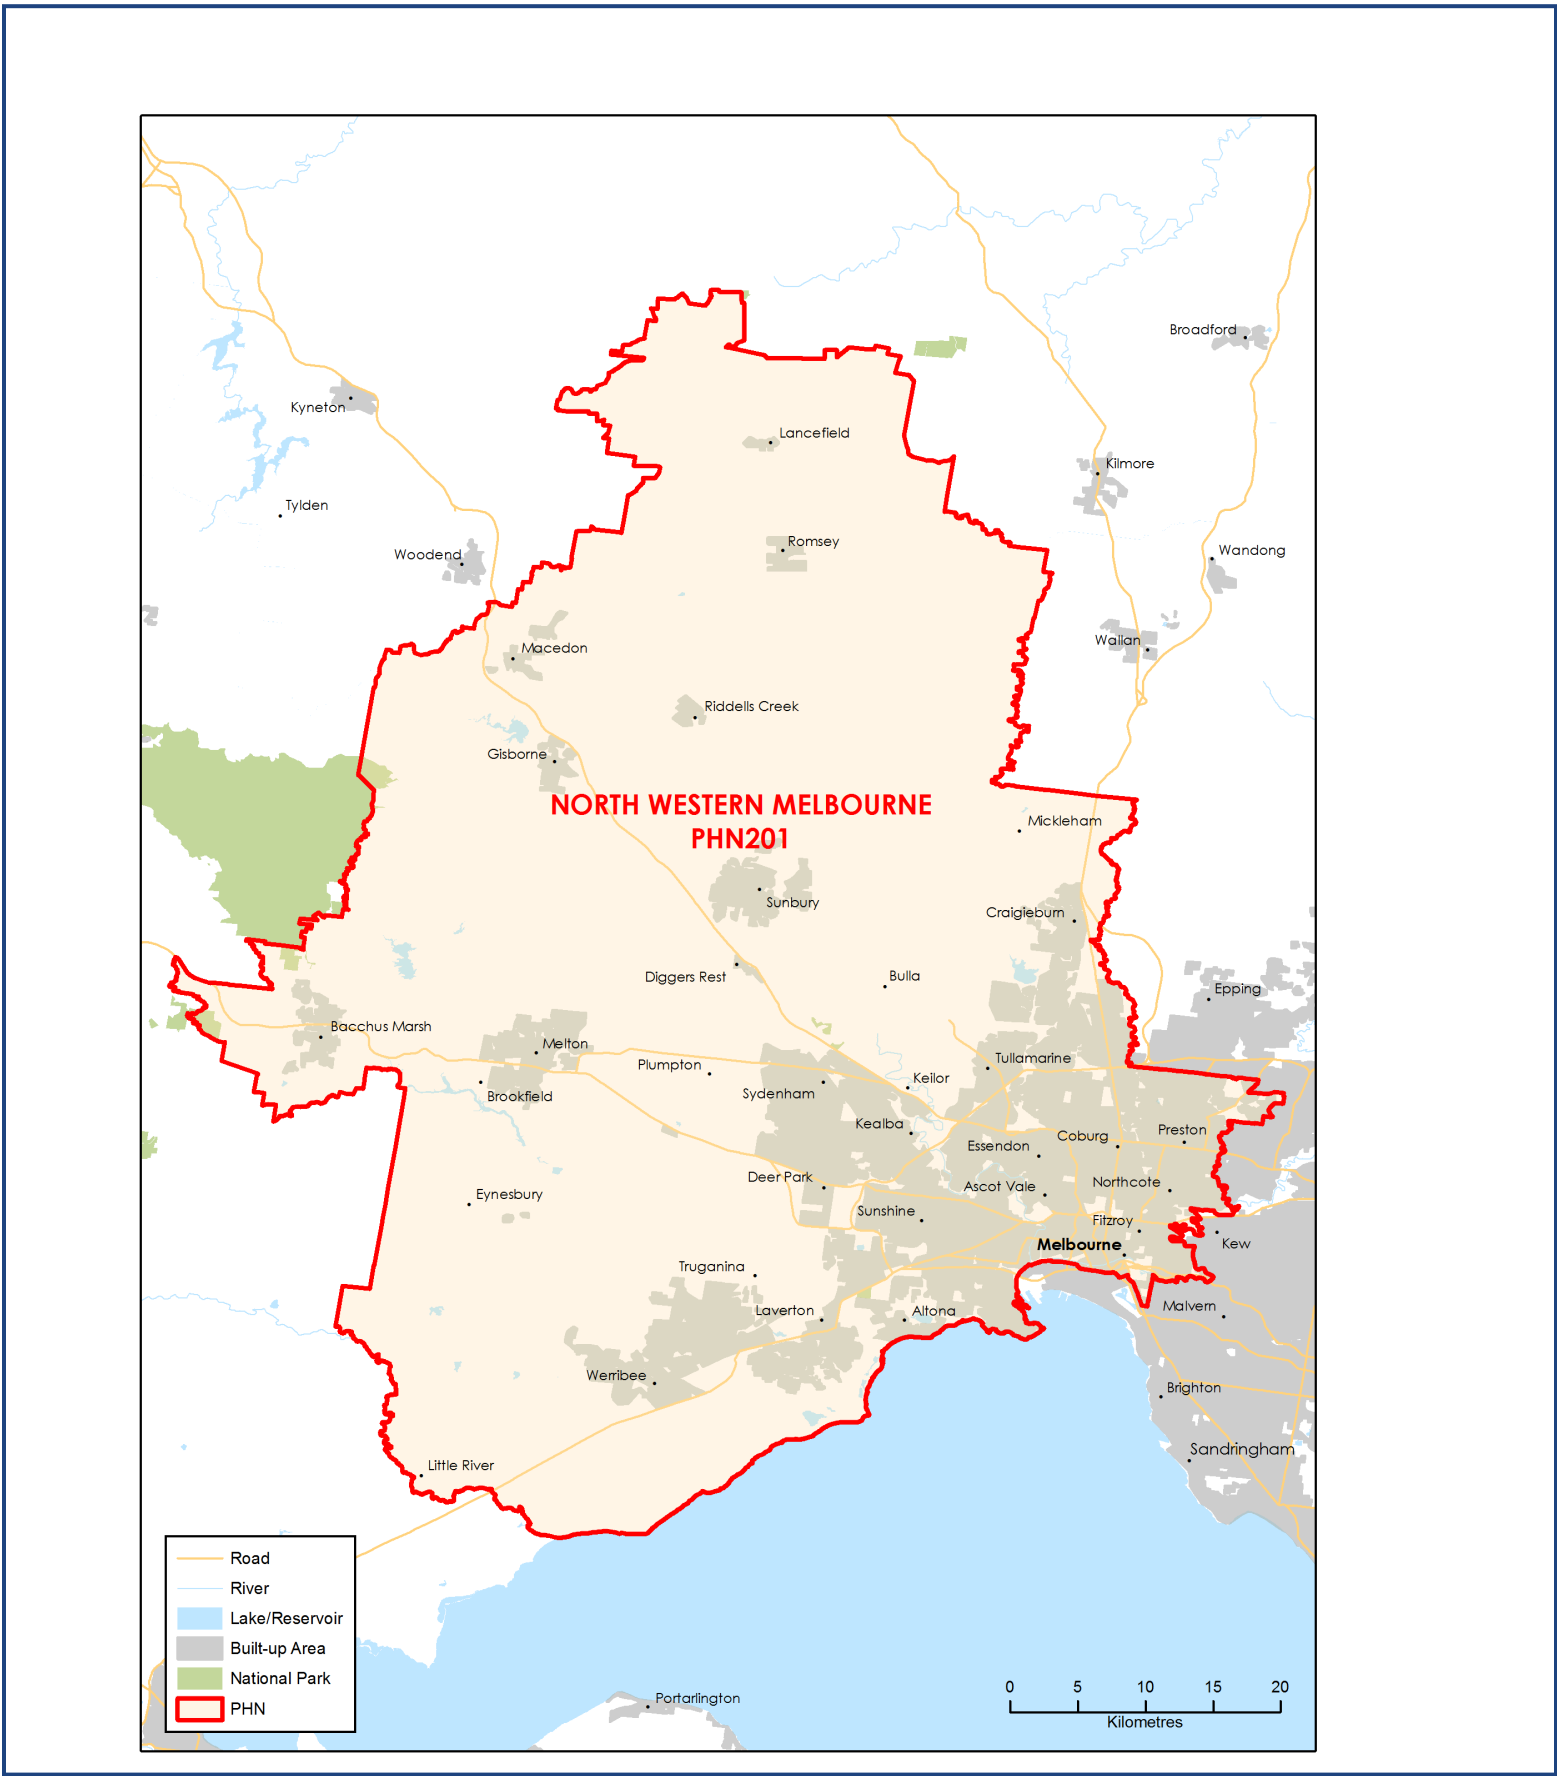 Broadford
Kyneton
Lancefield
Kilmore
Tylden
Romsey
Wandong
Woodend
Wallan
Macedon
Riddells Creek
Gisborne
NORTH WESTERN MELBOURNE
PHN201
Mickleham
Sunbury
Craigieburn
Diggers Rest
Bulla
Epping
Bacchus Marsh
Melton
Tullamarine
Plumpton
Keilor
Brookfield
Sydenham
Kealba
Preston
Coburg
Essendon
Deer Park
Northcote
Ascot Vale
Eynesbury
Sunshine
Fitzroy
Melbourne
Kew
Truganina
Malvern
Laverton
Altona
Werribee
Brighton
Sandringham
Little River
Road
River
Lake/Reservoir
Built-up Area
National Park
PHN
Portarlington
0 5 10 15 20
Kilometres